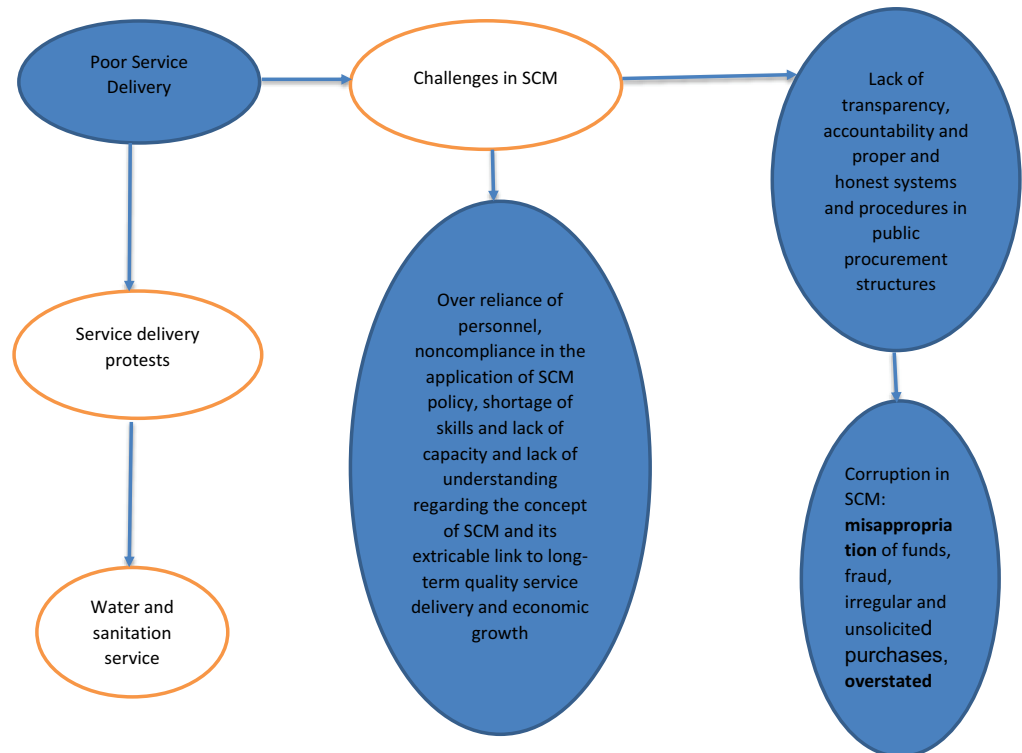 Poor Service
Delivery
Challenges in SCM
Lack of
transparency,
accountability and
proper and
honest systems
and procedures in
public
procurement
structures
Service delivery
protests
Over reliance of
personnel,
noncompliance in the
application of SCM
policy, shortage of
skills and lack of
capacity and lack of
understanding
regarding the concept
of SCM and its
extricable link to long-
term quality service
delivery and economic
growth
Corruption in
SCM:
misappropria
tion of funds,
fraud,
irregular and
unsolicited
purchases,
overstated
Water and
sanitation
service